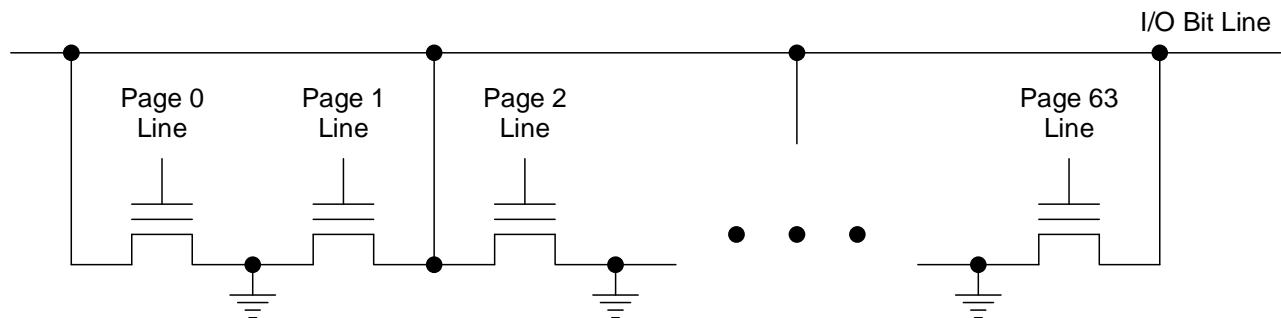 I/O Bit Line
Page 0
Line
Page 1
Line
Page 2
Line
Page 63
Line